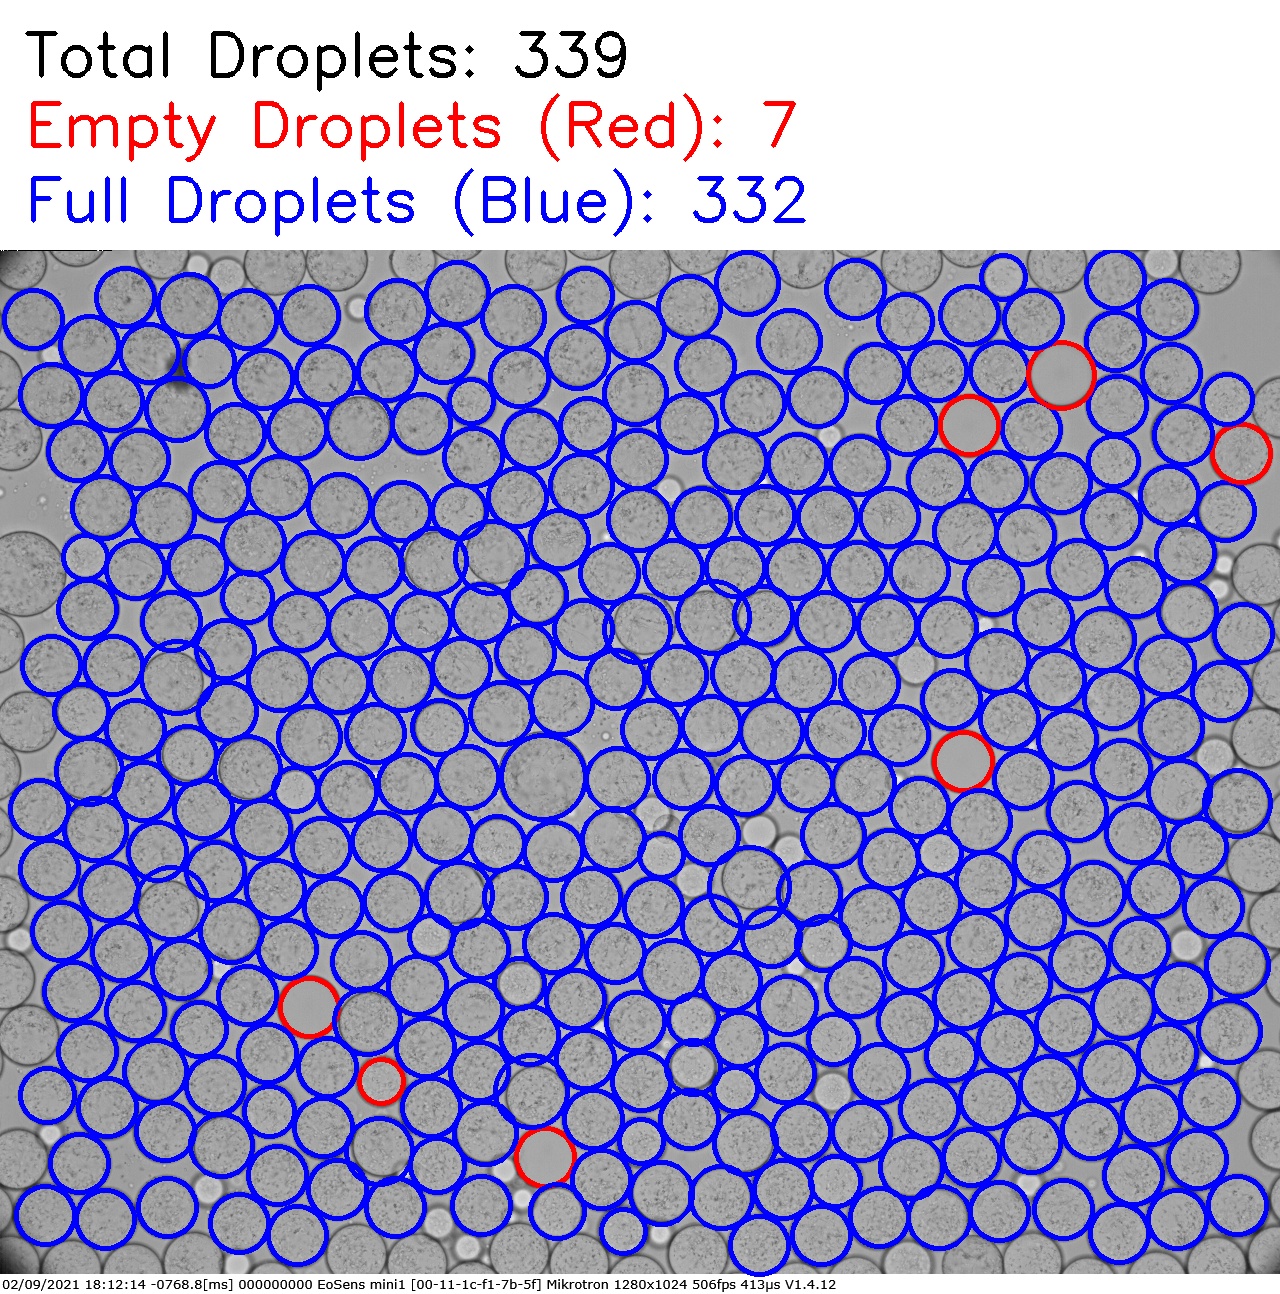 Total Droplets: 339
Empty Droplets (Red): 7
Full Droplets (Blue): 332
02/09/2021 18:12:14 -0768.8[ms] 000000000 EoSens mini1 [00-11-1c-f1-7b-5f] Mikrotron 1280x1024 506fps 413µs V1.4.12